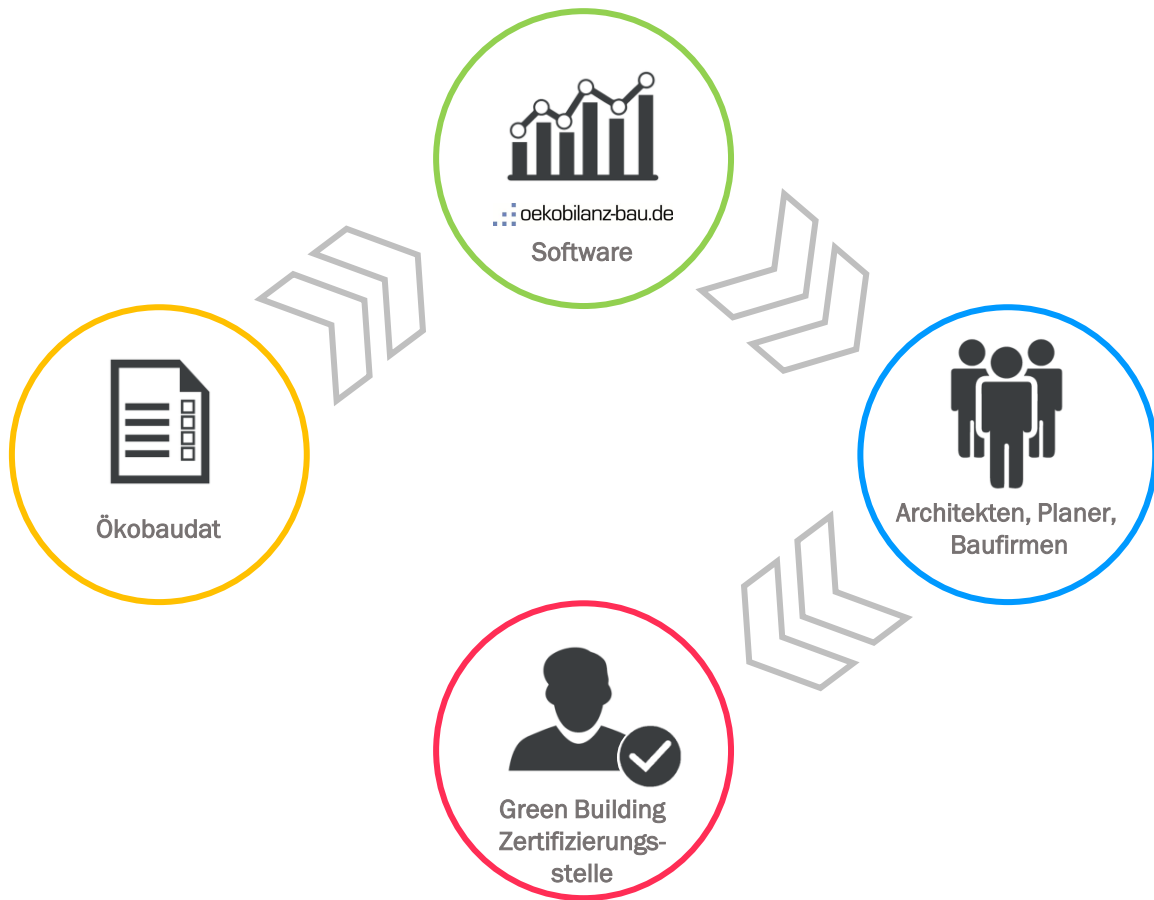 oekobilanz-bau.de
Software
Ökobaudat
Architekten, Planer,
Baufirmen
Green Building
Zertifizierungs-
stelle